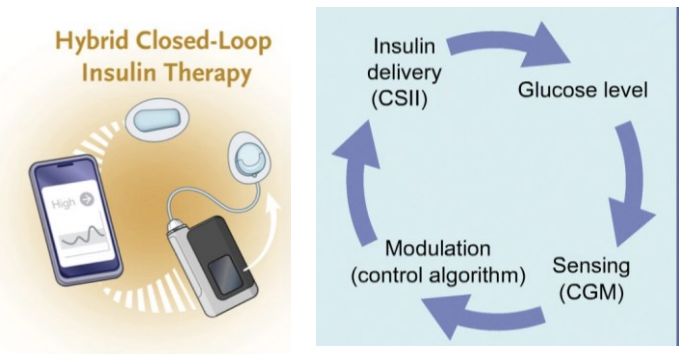 Hybrid Closed-Loop
Insulin Therapy
High
Insulin
delivery
(CSII)
Glucose level
Modulation
(control algorithm)
Sensing
(CGM)